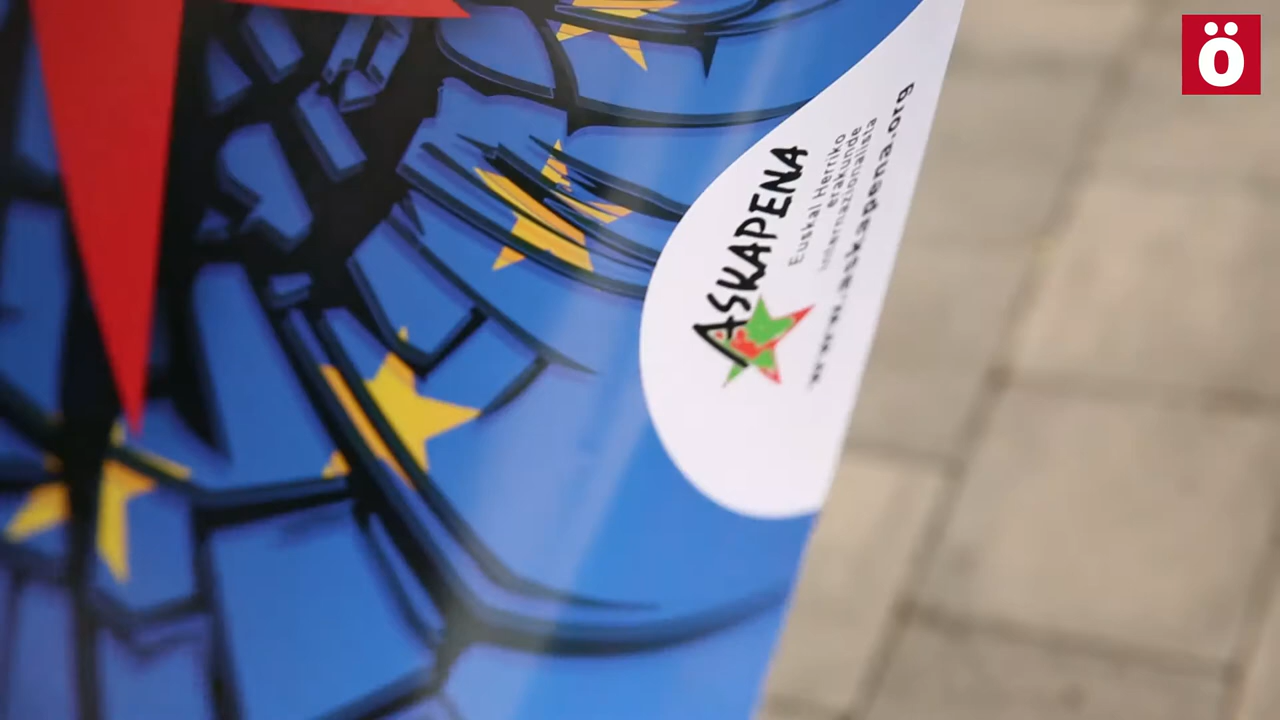 ASKAPENA
Euskal Herriko
erakunde
internazionalista
www.askapena.org
Ö